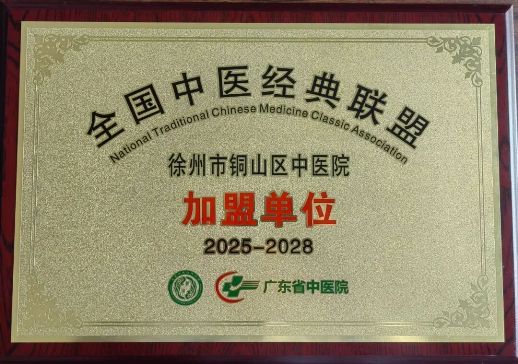 全国中医经典联盟
National Traditional Chinese Medicine Classic Association
徐州市铜山区中医院
加盟单位
2025-2028
广东省中医院